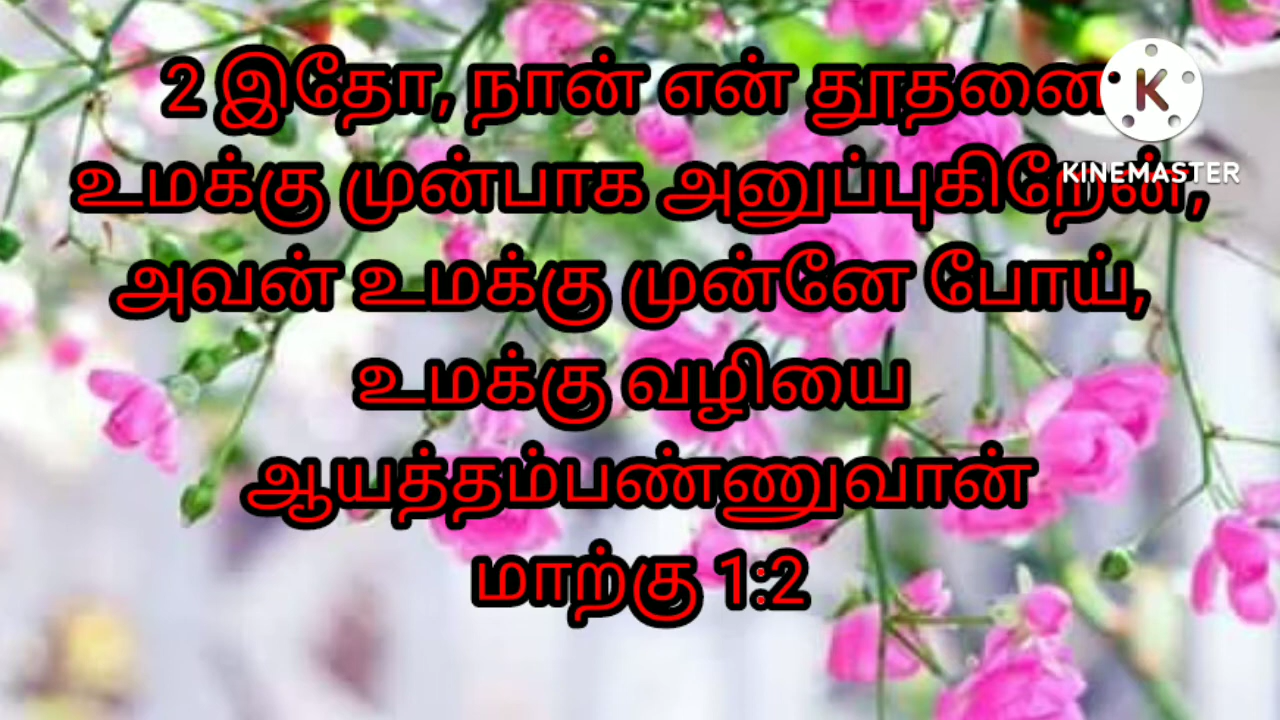 2 இதோ, நான் என் தூதனை
உமக்கு முன்பாக அனுப்புகிறேன்,
அவன் உமக்கு முன்னே போய்,
உமக்கு வழியை
ஆயத்தம்பண்ணுவான்
மாற்கு 1:2
K
KINEMASTER